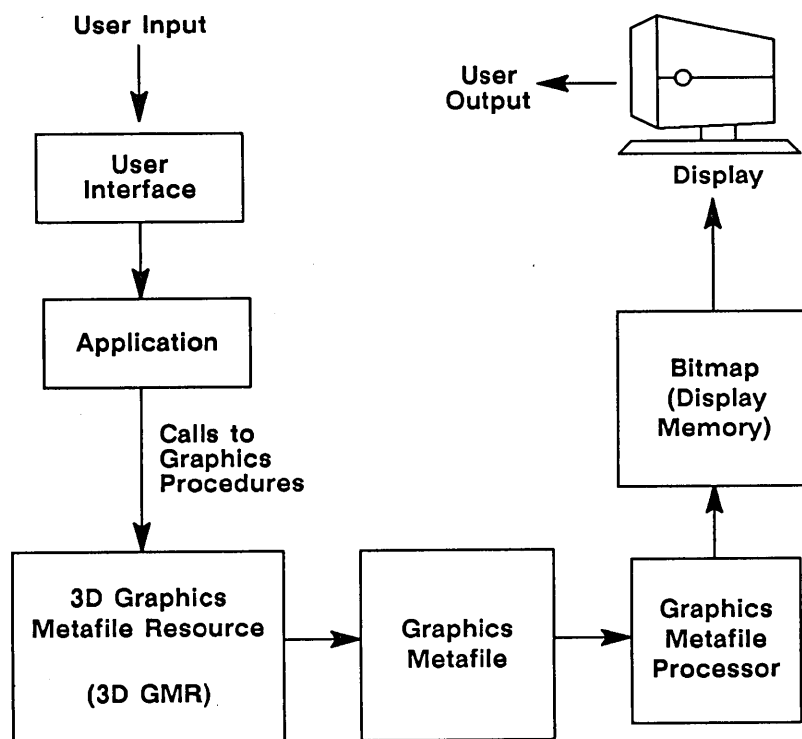 User Input
User
Interface
Application
Calls to
Graphics
Procedures
3D Graphics
Metafile Resource
(3D GMR)
Graphics
Metafile
Graphics
Metafile
Processor
Bitmap
(Display
Memory)
Display
User
Output